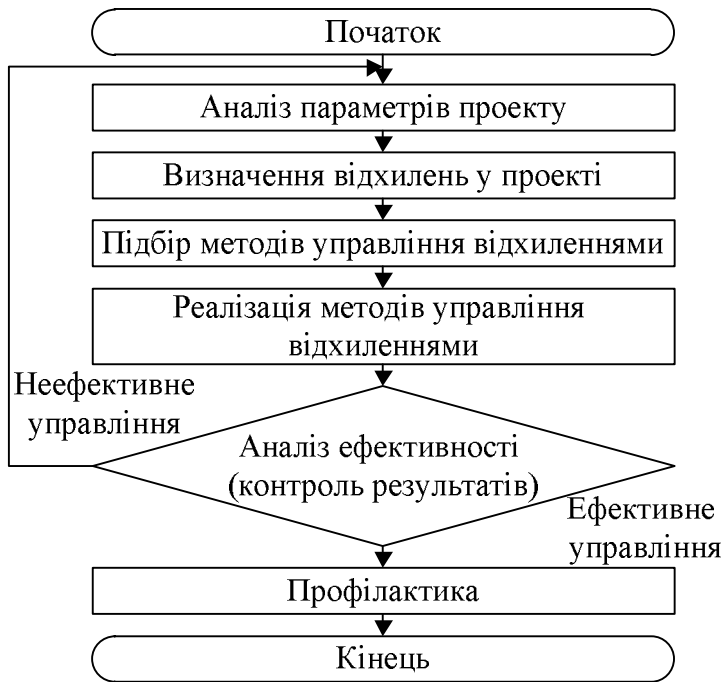 Початок
Аналіз параметрів проекту
Визначення відхилень у проекті
Підбір методів управління відхиленнями
Реалізація методів управління
відхиленнями
Неефективне
управління
Аналіз ефективності
(контроль результатів)
Ефективне
управління
Профілактика
Кінець